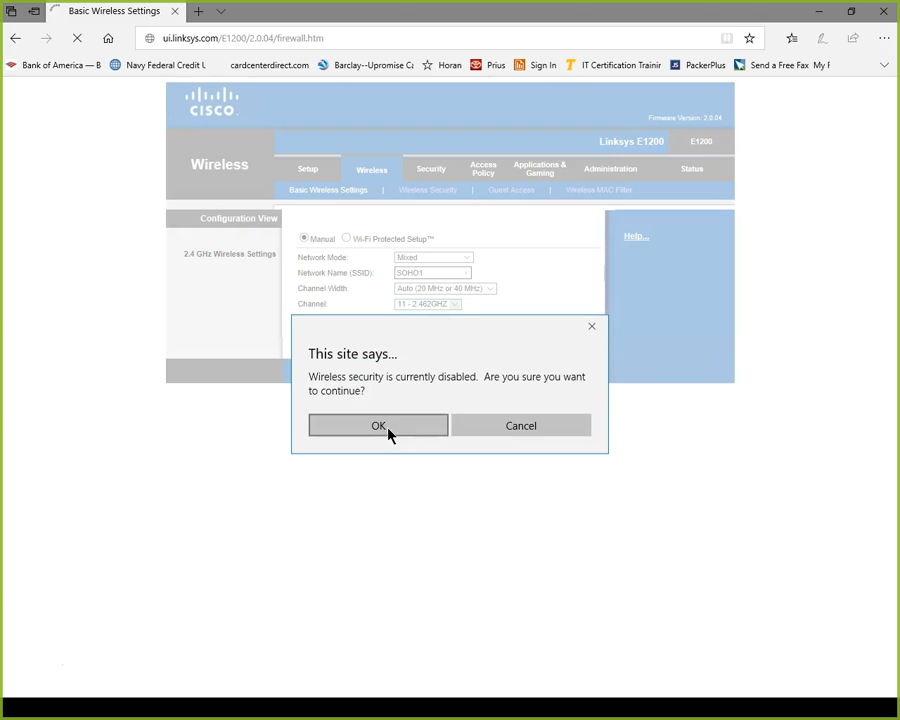 Basic Wireless Settings
ui.linksys.com/E1200/2.0.04/firewall.htm
Bank of America — B
Navy Federal Credit U
cardcenterdirect.com
Barclay--Upromise Ca
Horan
Prius
Sign In
IT Certification Trainin
PackerPlus
Send a Free Fax My F
CISCO
Firmware Version: 2.0.04
Linksys E1200 E1200
Wireless
Setup Wireless Security Access Policy Applications & Gaming Administration Status
Basic Wireless Settings | Wireless Security | Guest Access | Wireless MAC Filter
Configuration View
Manual Wi-Fi Protected Setup™
Help...
2.4 GHz Wireless Settings
Network Mode: Mixed
Network Name (SSID): SOHO1
Channel Width: Auto (20 MHz or 40 MHz)
Channel: 11 - 2.462GHZ
This site says...
Wireless security is currently disabled. Are you sure you want
to continue?
OK Cancel